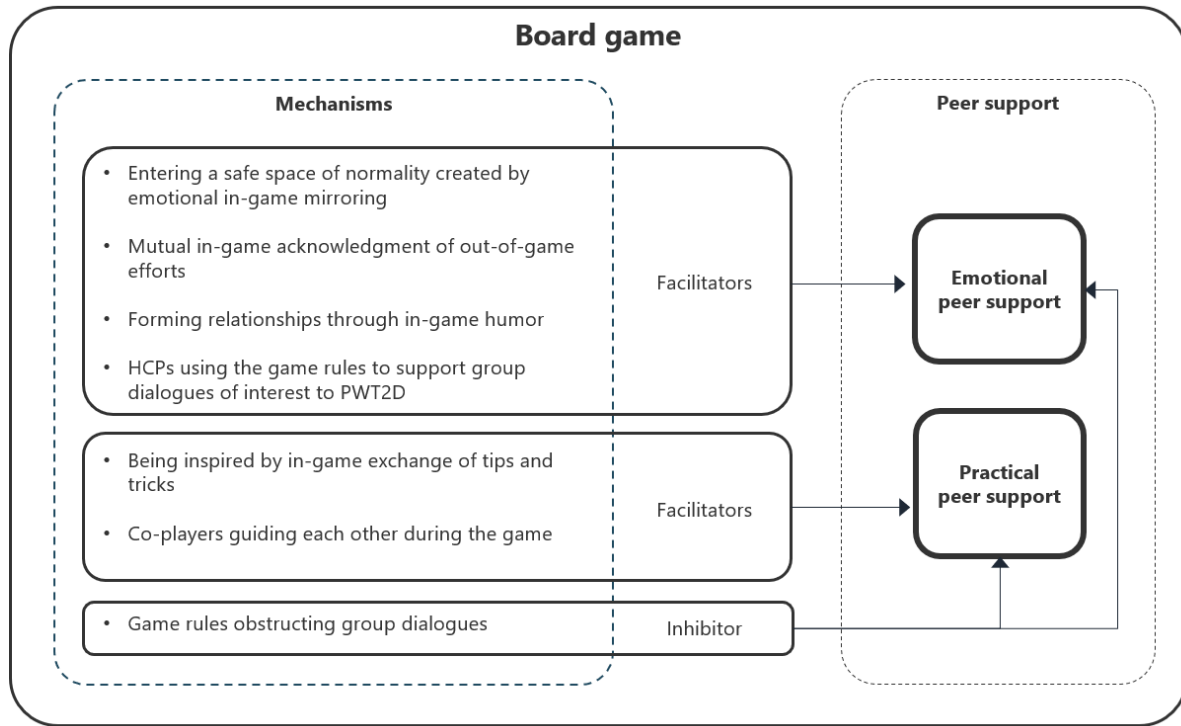 Board game
Mechanisms
Peer support
• Entering a safe space of normality created by
emotional in-game mirroring
• Mutual in-game acknowledgment of out-of-game
efforts
• Forming relationships through in-game humor
• HCPs using the game rules to support group
dialogues of interest to PWT2D
Facilitators
Emotional
peer support
• Being inspired by in-game exchange of tips and
tricks
• Co-players guiding each other during the game
Facilitators
Practical
peer support
• Game rules obstructing group dialogues
Inhibitor